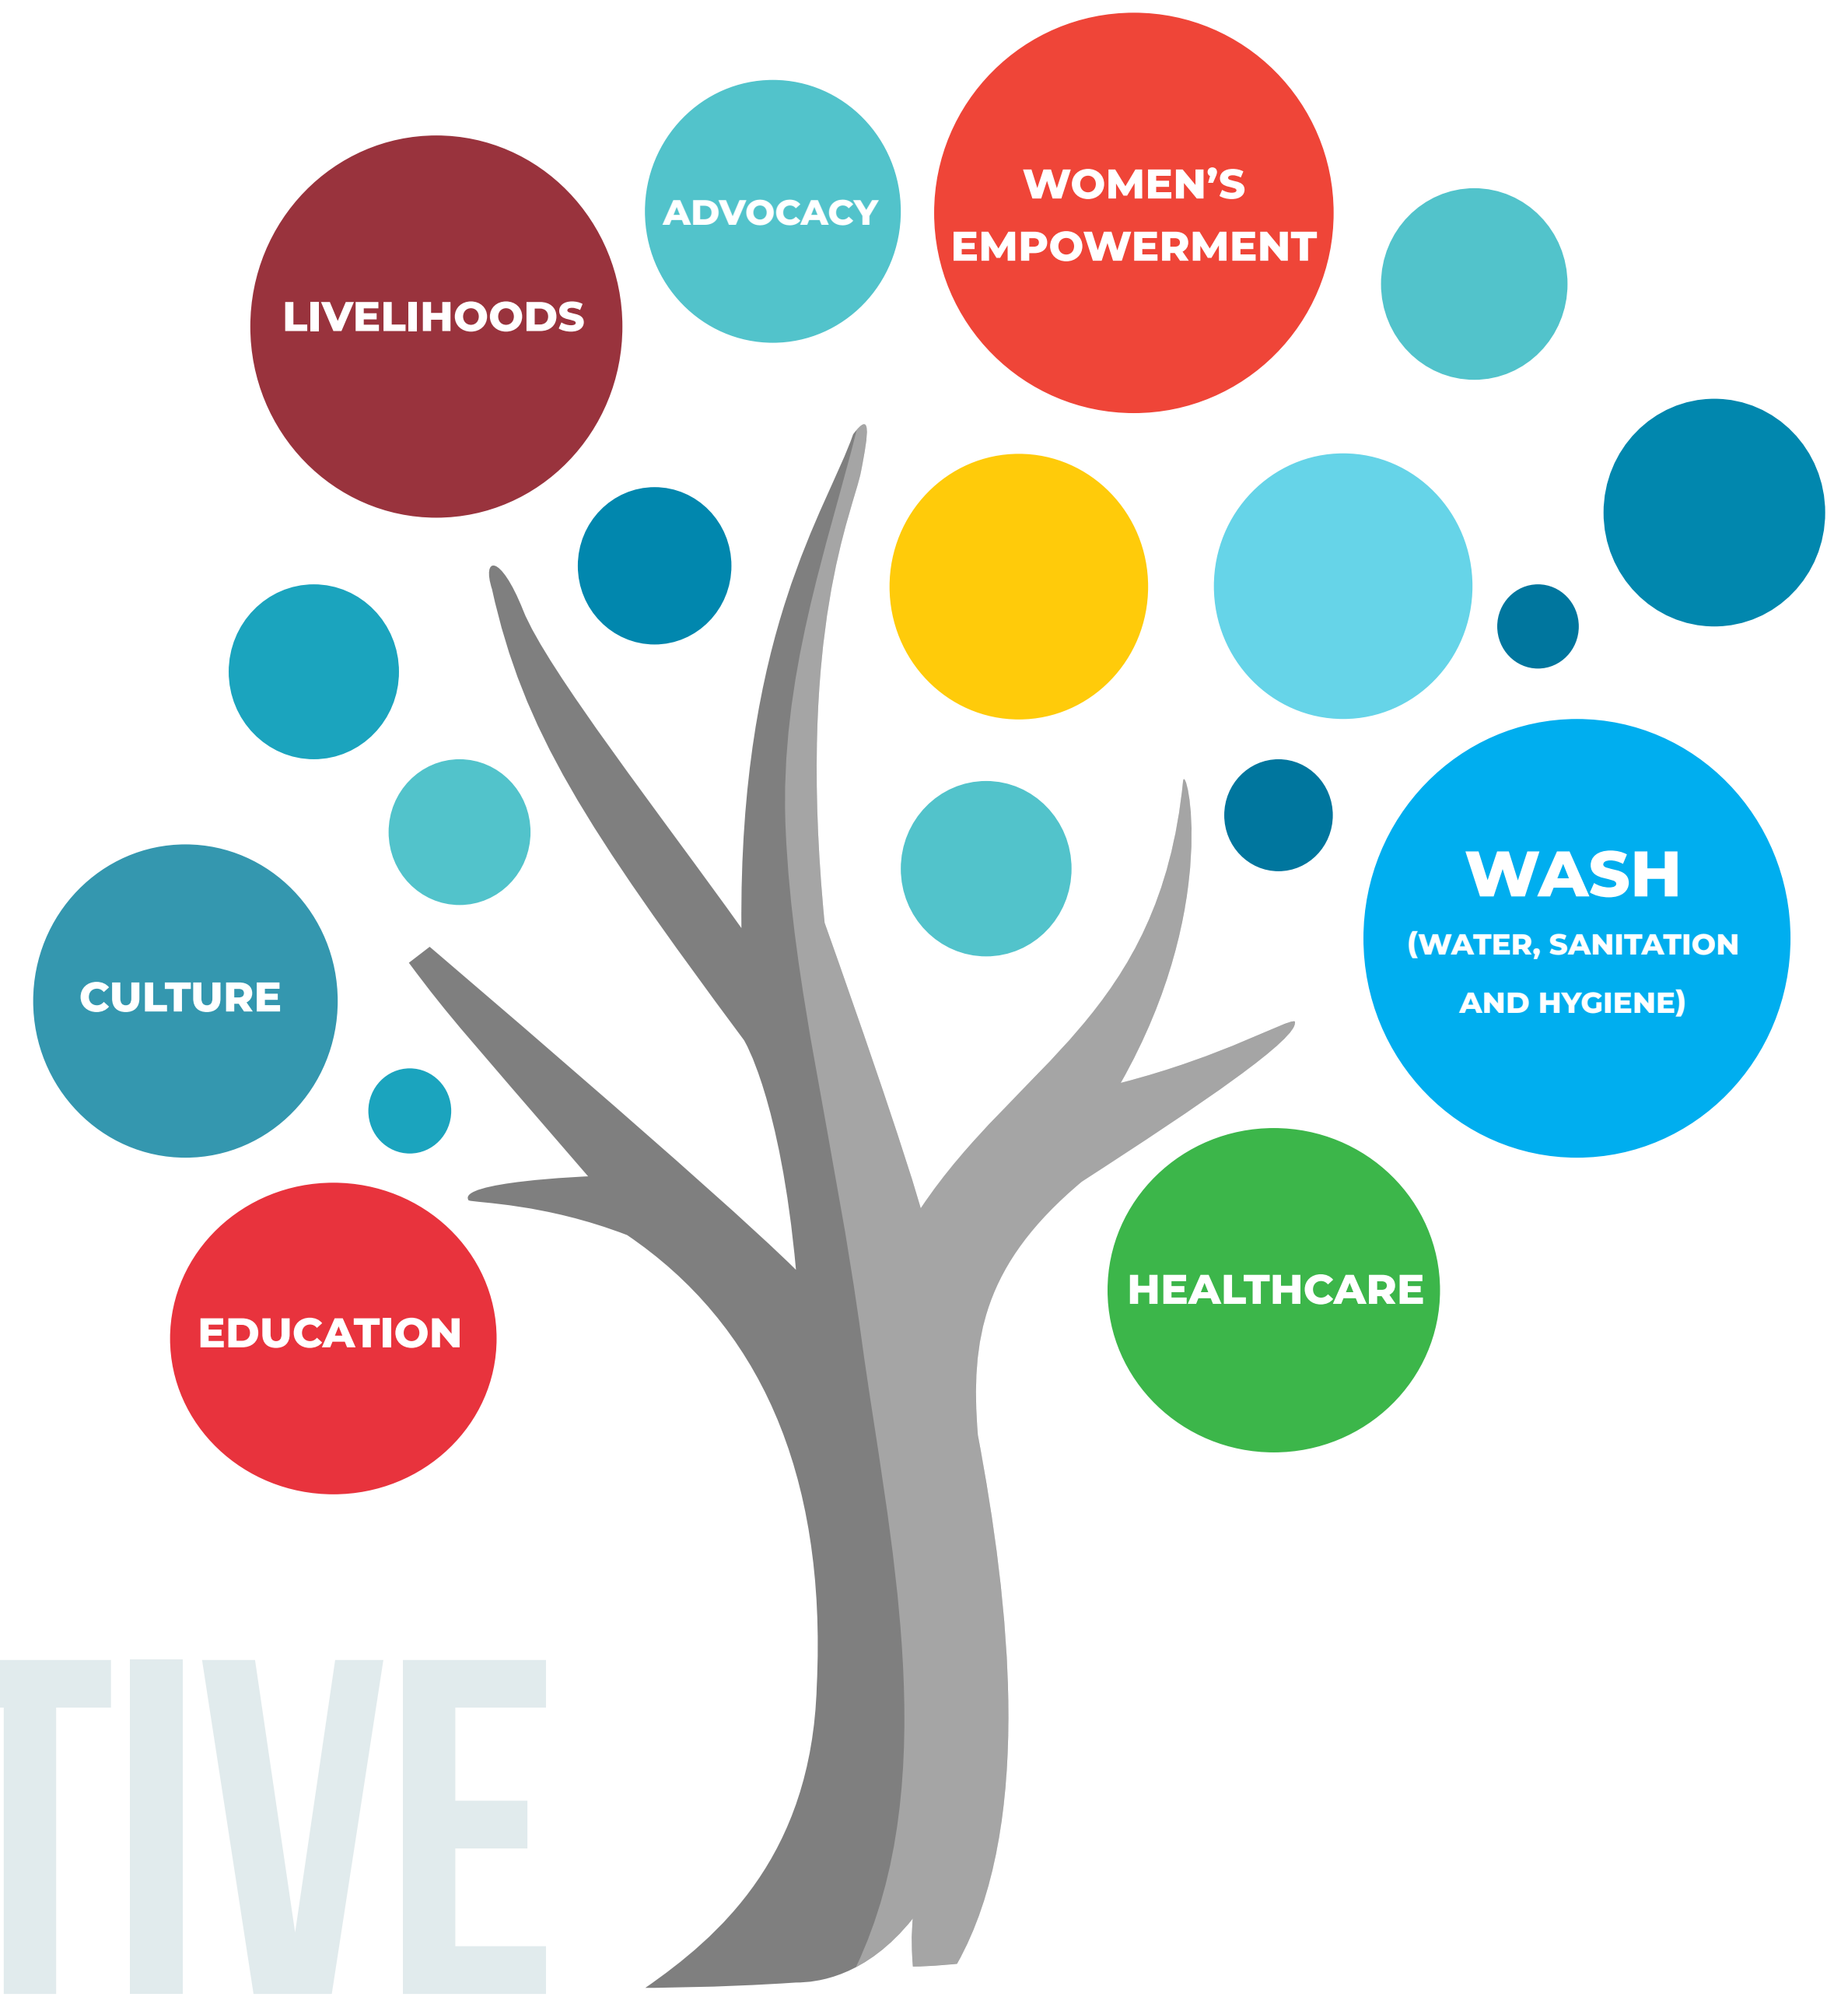 WOMEN'S
EMPOWERMENT
ADVOCACY
LIVELIHOODS
WASH
(WATER, SANITATION
AND HYGIENE)
CULTURE
HEALTHCARE
EDUCATION
TIVE